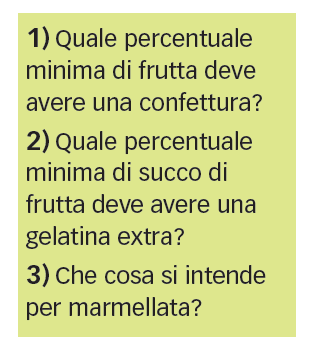 1) Quale percentuale
minima di frutta deve
avere una confettura?
2) Quale percentuale
minima di succo di
frutta deve avere una
gelatina extra?
3) Che cosa si intende
per marmellata?